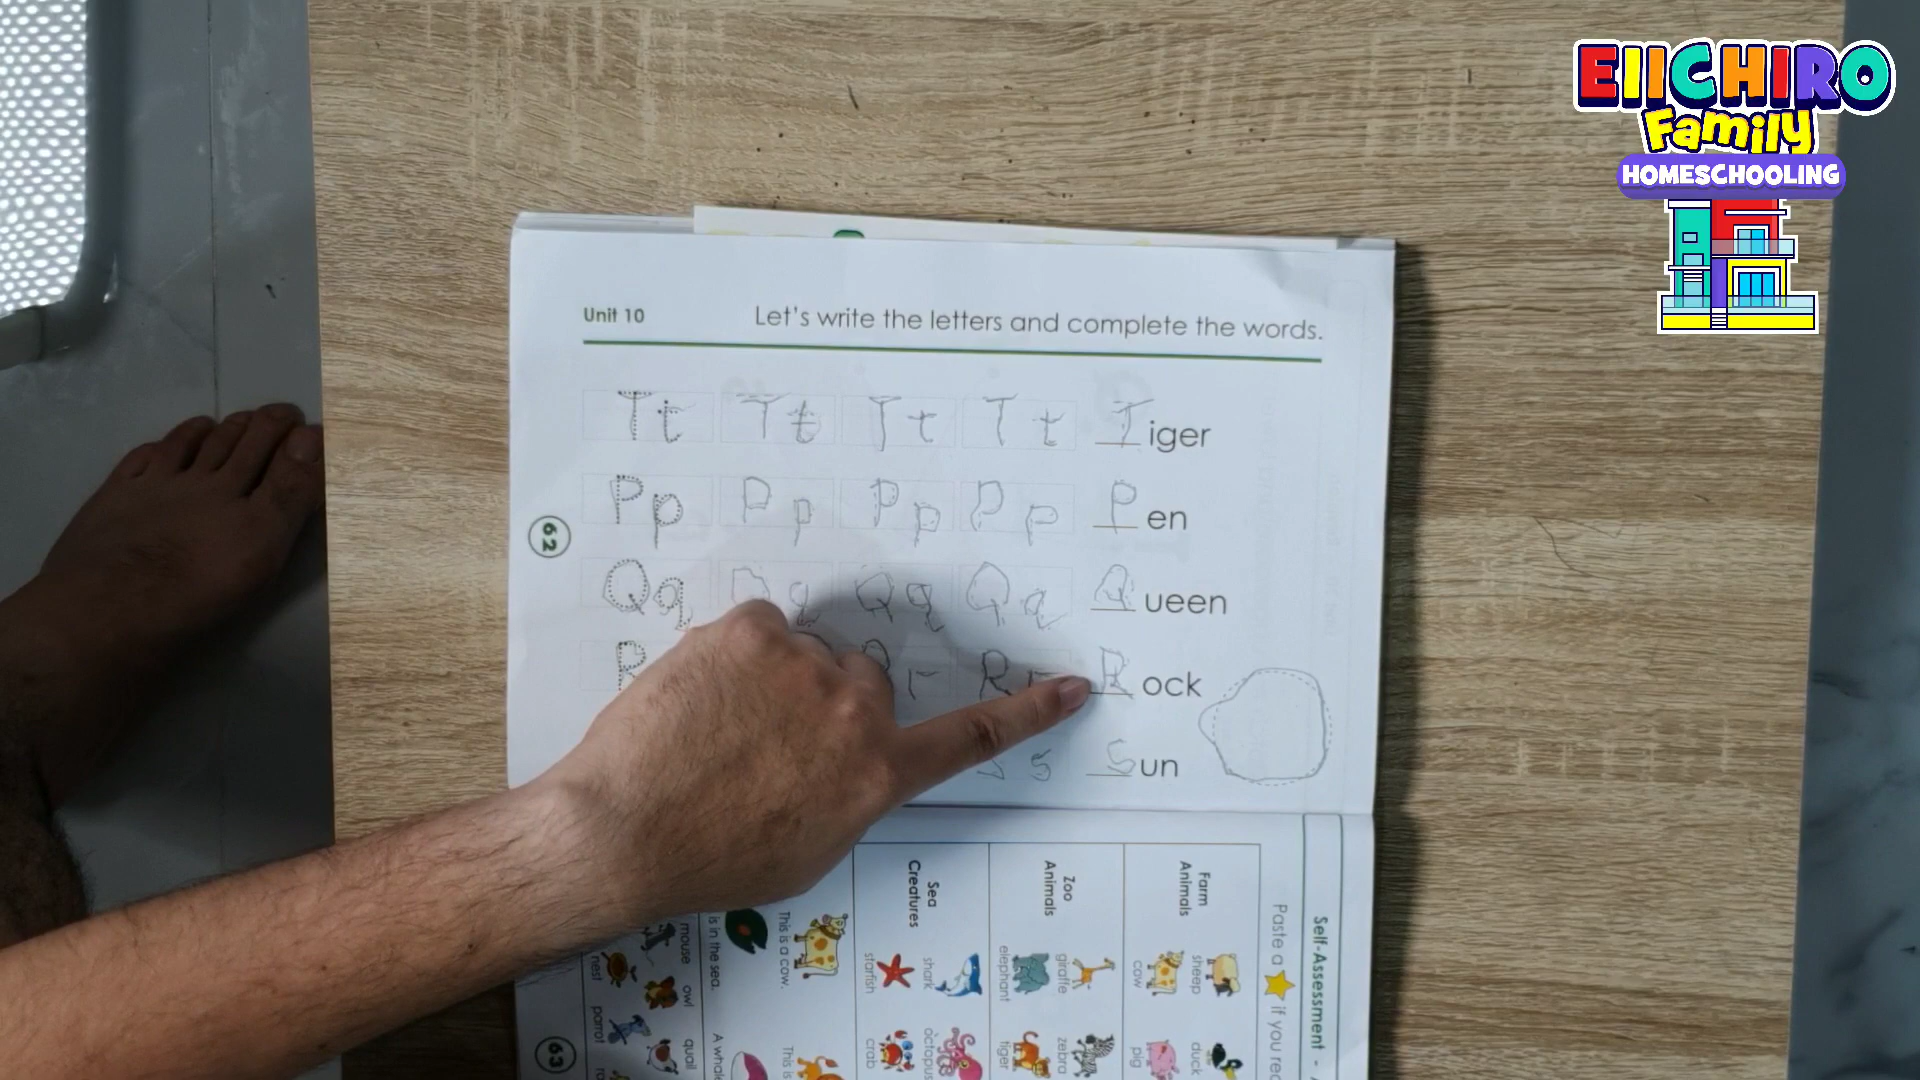 EIICHIRO
Family
HOMESCHOOLING
Unit 10 Let's write the letters and complete the words.
Tt Tt Tt Tt Tiger
Pp Pp Pp Pp Pen
Qq Qq Qq Qq Queen
R R r R r Rock
s s Sun
62
Self-Assessment -
Paste a if you
Farm Animals
sheep duck
cow pig
Zoo Animals
giraffe zebra
elephant tiger
Sea Creatures
shark octopus
starfish crab
This is a cow. This is
is in the sea. A whale
mouse owl quail
nest parrot
63